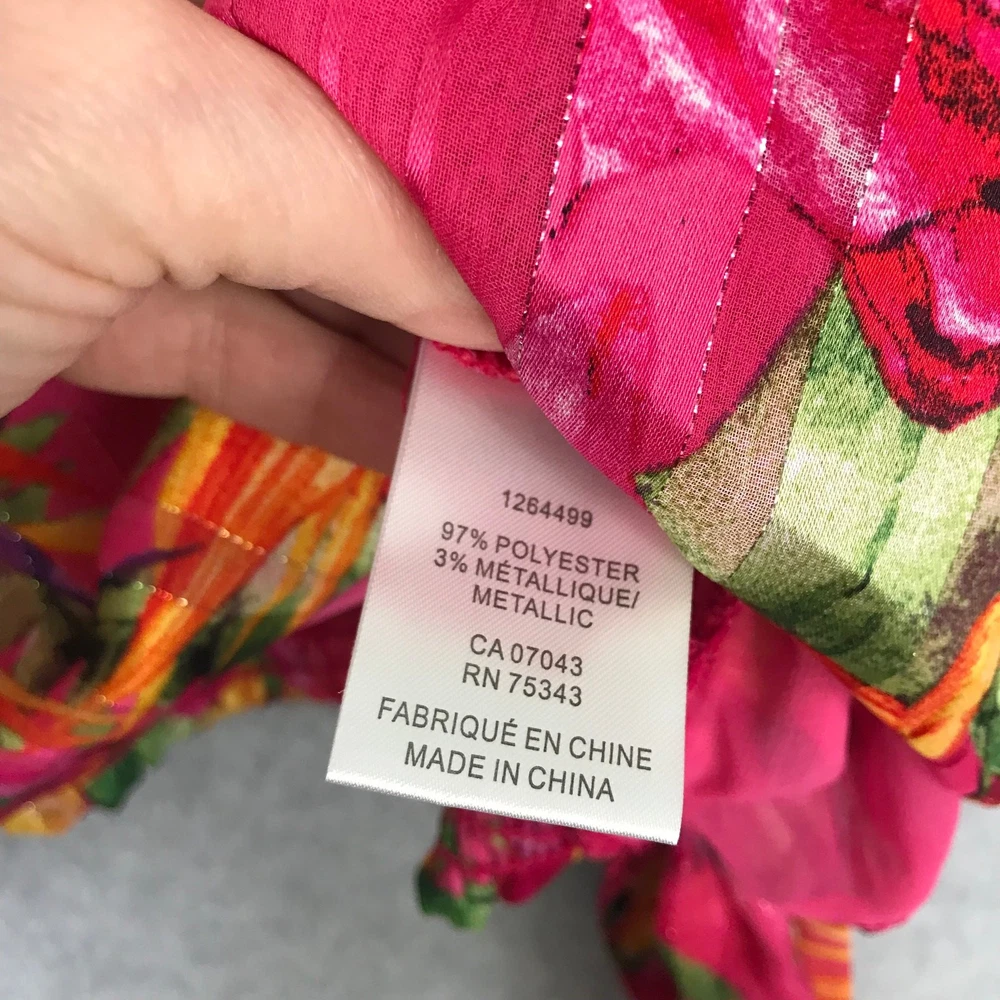 1264499
97% POLYESTER
3% MÉTALLIQUE/
METALLIC
CA 07043
RN 75343
FABRIQUÉ EN CHINE
MADE IN CHINA